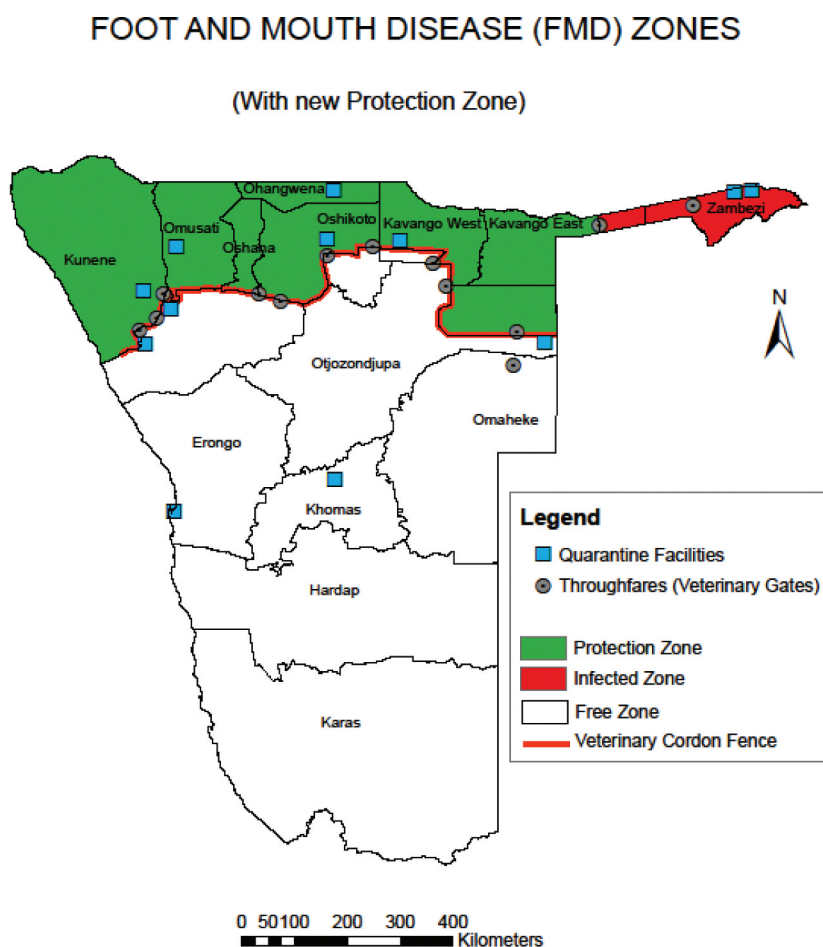 FOOT AND MOUTH DISEASE (FMD) ZONES
(With new Protection Zone)
Ohangwena
Omusati
Oshikoto
Kavango West
Kavango East
Zambezi
Oshana
Kunene
N
Otjozondjupa
Omaheke
Erongo
Khomas
Hardap
Karas
Legend
Quarantine Facilities
Throughfares (Veterinary Gates)
Protection Zone
Infected Zone
Free Zone
Veterinary Cordon Fence
0 50100 200 300 400
Kilometers